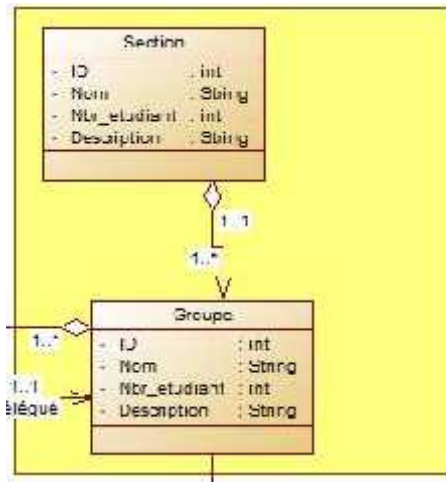 Section
- ID : int
- Nom : String
- Nbr_etudiant : int
- Description : String
1..1
1..*
Groupe
1..*
- ID : int
- Nom : String
- Nbr_etudiant : int
- Description : String
1..1
élégué